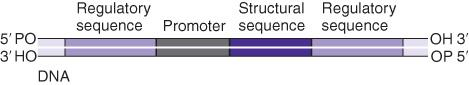 Regulatory sequence
Promoter
Structural sequence
Regulatory sequence
5′ PO
OH 3′
3′ HO
OP 5′
DNA